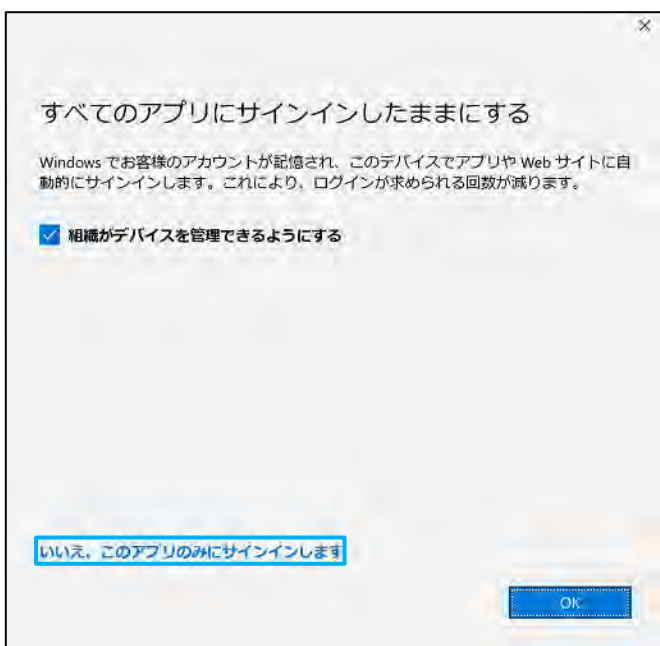 すべてのアプリにサインインしたままにする
Windows でお客様のアカウントが記憶され、このデバイスでアプリや Web サイトに自
動的にサインインします。これにより、ログインが求められる回数が減ります。
組織がデバイスを管理できるようにする
いいえ、このアプリのみにサインインします
OK